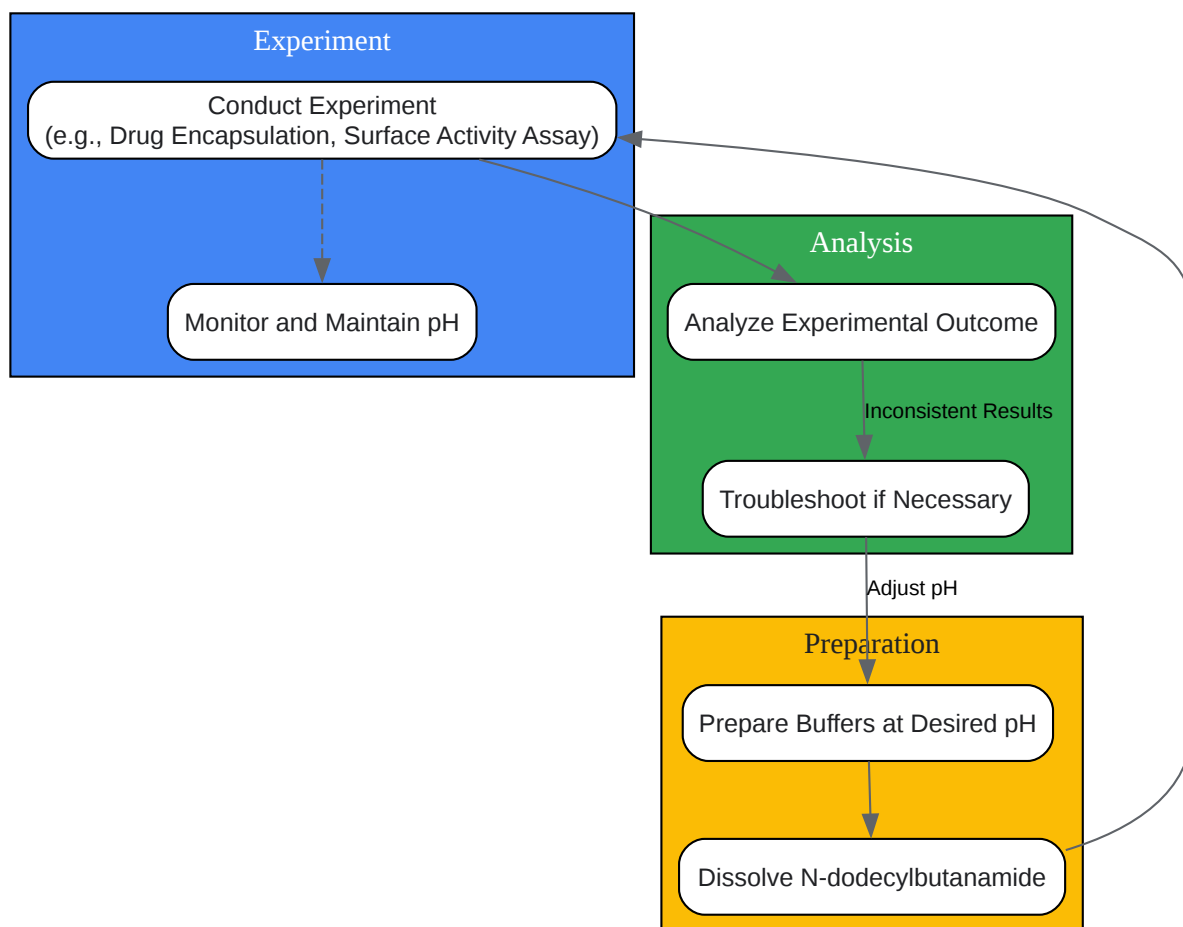 Experiment
Conduct Experiment
(e.g., Drug Encapsulation, Surface Activity Assay)
Monitor and Maintain pH
Analysis
Analyze Experimental Outcome
Inconsistent Results
Troubleshoot if Necessary
Adjust pH
Preparation
Prepare Buffers at Desired pH
Dissolve N-dodecylbutanamide